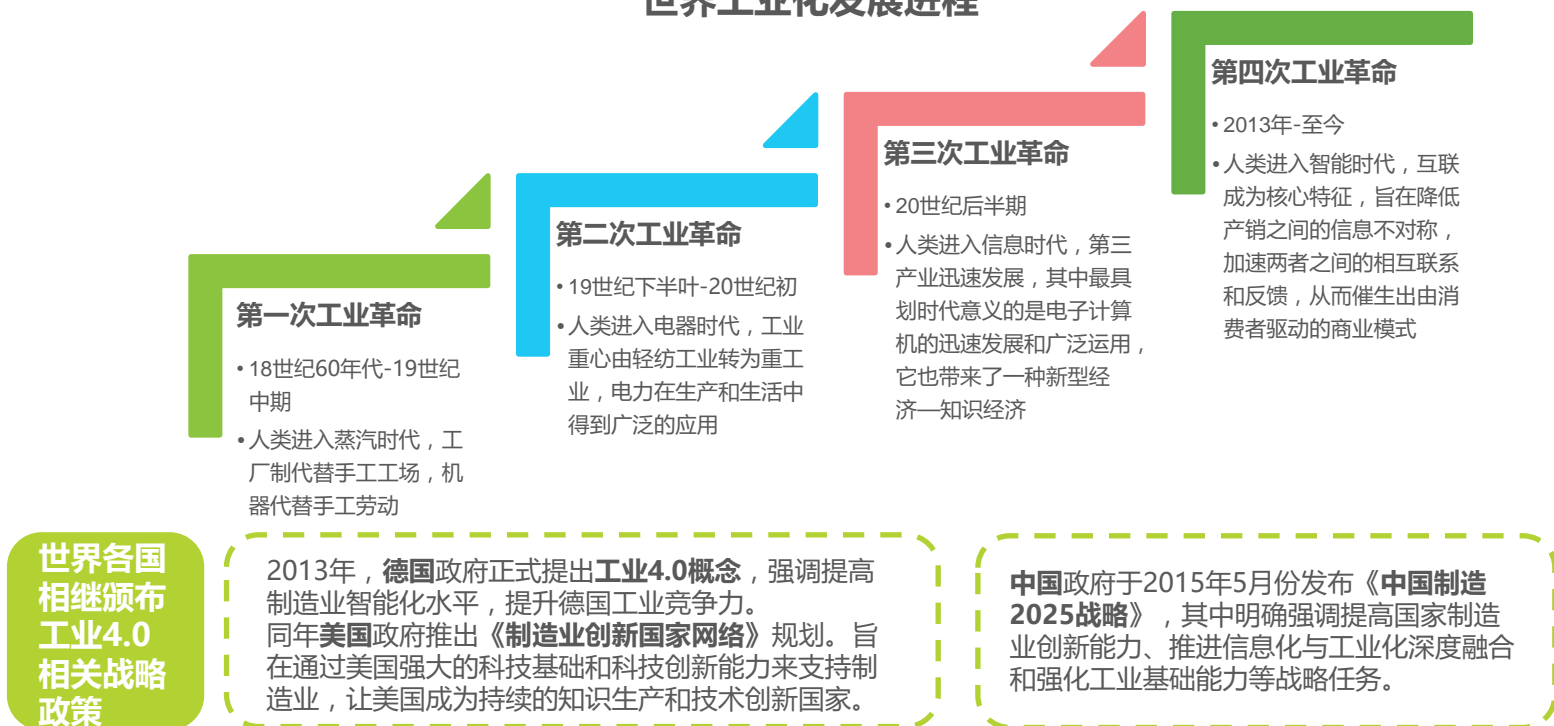 世界工业化发展进程
第一次工业革命
• 18世纪60年代-19世纪
中期
• 人类进入蒸汽时代，工
厂制代替手工工场，机
器代替手工劳动
第二次工业革命
• 19世纪下半叶-20世纪初
• 人类进入电器时代，工业
重心由轻纺工业转为重工
业，电力在生产和生活中
得到广泛的应用
第三次工业革命
• 20世纪后半期
• 人类进入信息时代，第三
产业迅速发展，其中最具
划时代意义的是电子计算
机的迅速发展和广泛运用，
它也带来了一种新型经
济—知识经济
第四次工业革命
• 2013年-至今
• 人类进入智能时代，互联
成为核心特征，旨在降低
产销之间的信息不对称，
加速两者之间的相互联系
和反馈，从而催生出由消
费者驱动的商业模式
世界各国
相继颁布
工业4.0
相关战略
政策
2013年，德国政府正式提出工业4.0概念，强调提高
制造业智能化水平，提升德国工业竞争力。
同年美国政府推出《制造业创新国家网络》规划。旨
在通过美国强大的科技基础和科技创新能力来支持制
造业，让美国成为持续的知识生产和技术创新国家。
中国政府于2015年5月份发布《中国制造
2025战略》，其中明确强调提高国家制造
业创新能力、推进信息化与工业化深度融合
和强化工业基础能力等战略任务。